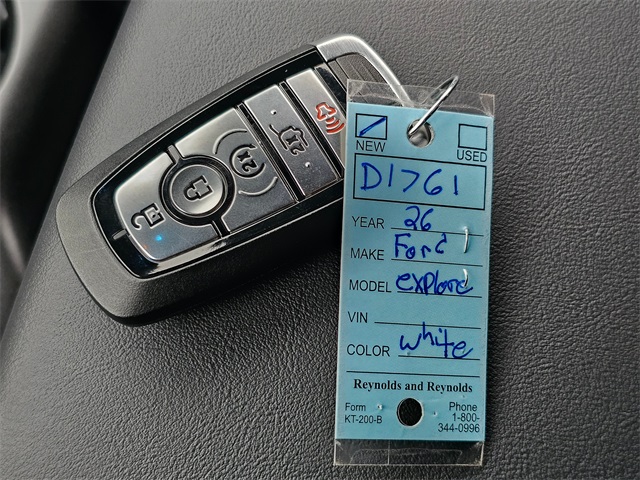 NEW
USED
D1761
YEAR 26
MAKE Ford
MODEL explore
VIN
COLOR white
Reynolds and Reynolds
Form
KT-200-B
Phone
1-800-
344-0996